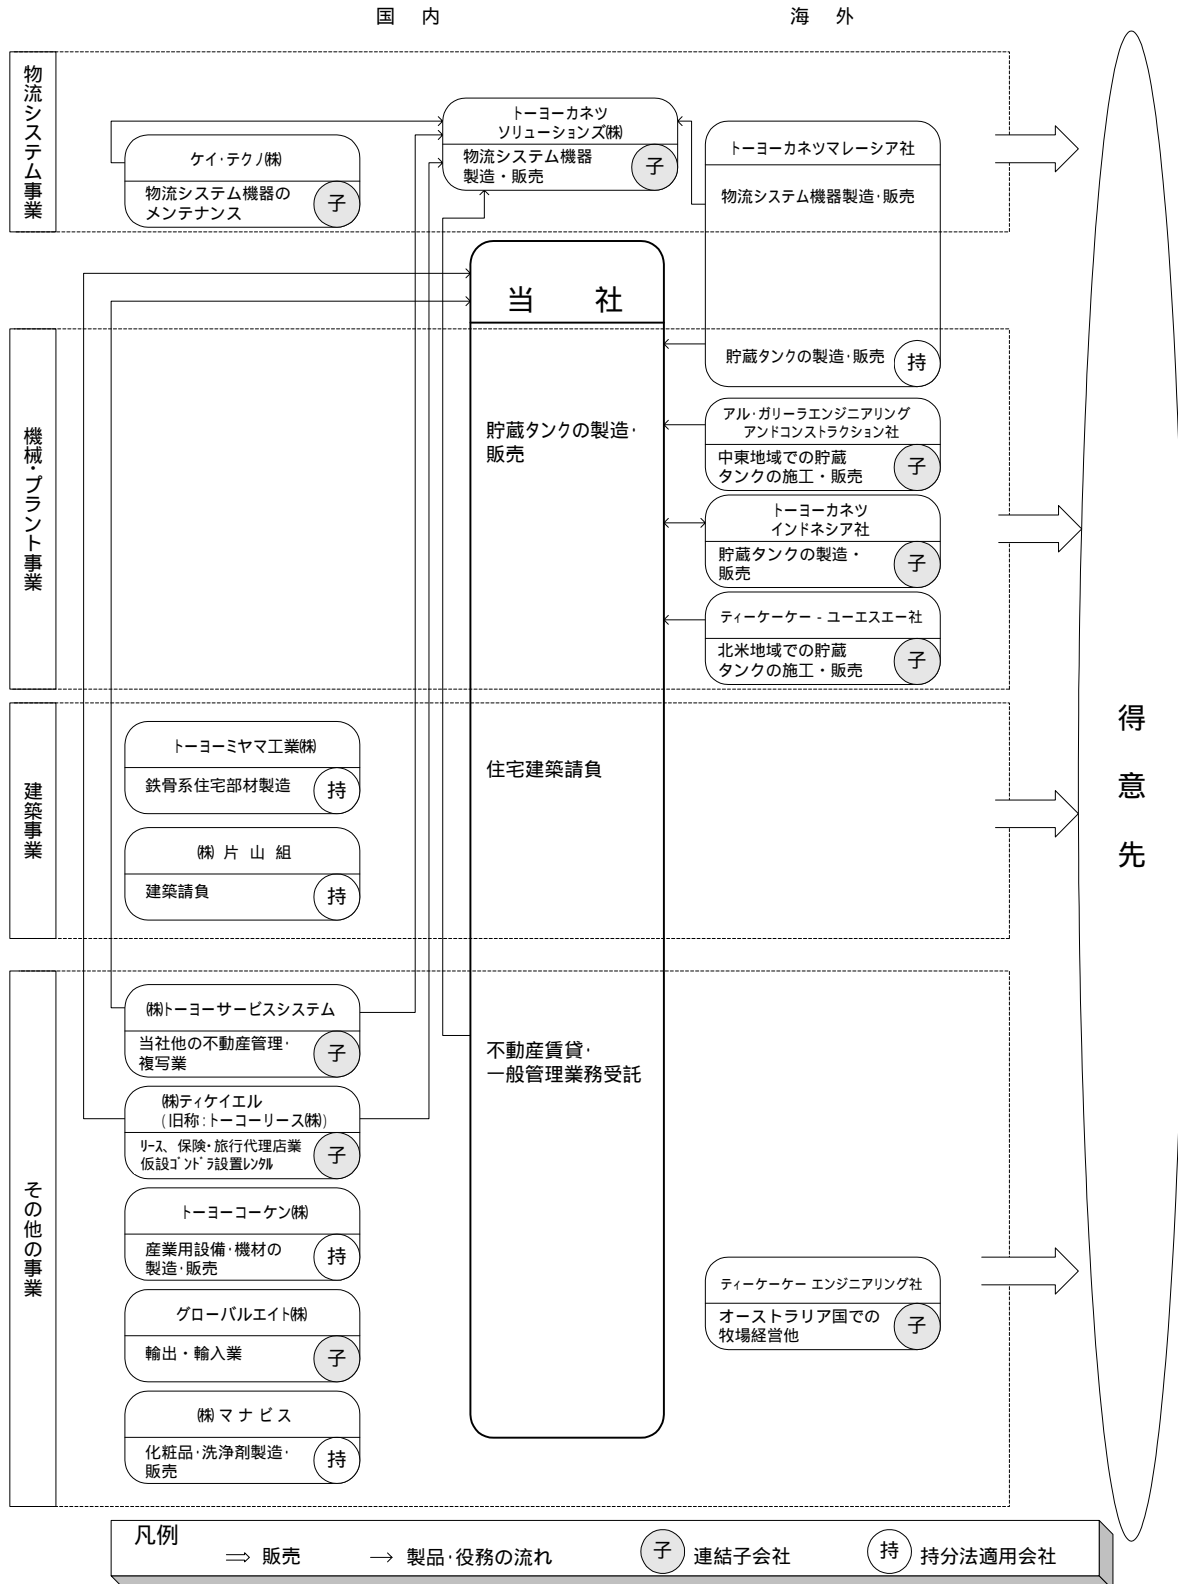 国 内
海 外
物流システム事業
トーヨーカネツ
ソリューションズ㈱
物流システム機器
製造・販売
子
ケイ・テクノ㈱
物流システム機器の
メンテナンス
子
トーヨーカネツマレーシア社
物流システム機器製造・販売
貯蔵タンクの製造・販売
持
当 社
機械・プラント事業
貯蔵タンクの製造・
販売
アル・ガリーラエンジニアリング
アンドコンストラクション社
中東地域での貯蔵
タンクの施工・販売
子
トーヨーカネツ
インドネシア社
貯蔵タンクの製造・
販売
子
ティーケーケー - ユーエスエー社
北米地域での貯蔵
タンクの施工・販売
子
得意先
建築事業
トーヨーミヤマ工業㈱
鉄骨系住宅部材製造
持
㈱ 片 山 組
建築請負
持
住宅建築請負
その他の事業
㈱トーヨーサービスシステム
当社他の不動産管理・
複写業
子
不動産賃貸・
一般管理業務受託
㈱ティケイエル
(旧称:トーコーリース㈱)
リース、保険・旅行代理店業
仮設ゴンドラ設置レンタル
子
トーヨーコーケン㈱
産業用設備・機材の
製造・販売
持
グローバルエイト㈱
輸出・輸入業
子
㈱ マ ナ ビ ス
化粧品・洗浄剤製造・
販売
持
ティーケーケー エンジニアリング社
オーストラリア国での
牧場経営他
子
凡例
⇒ 販売 → 製品・役務の流れ 子 連結子会社 持 持分法適用会社